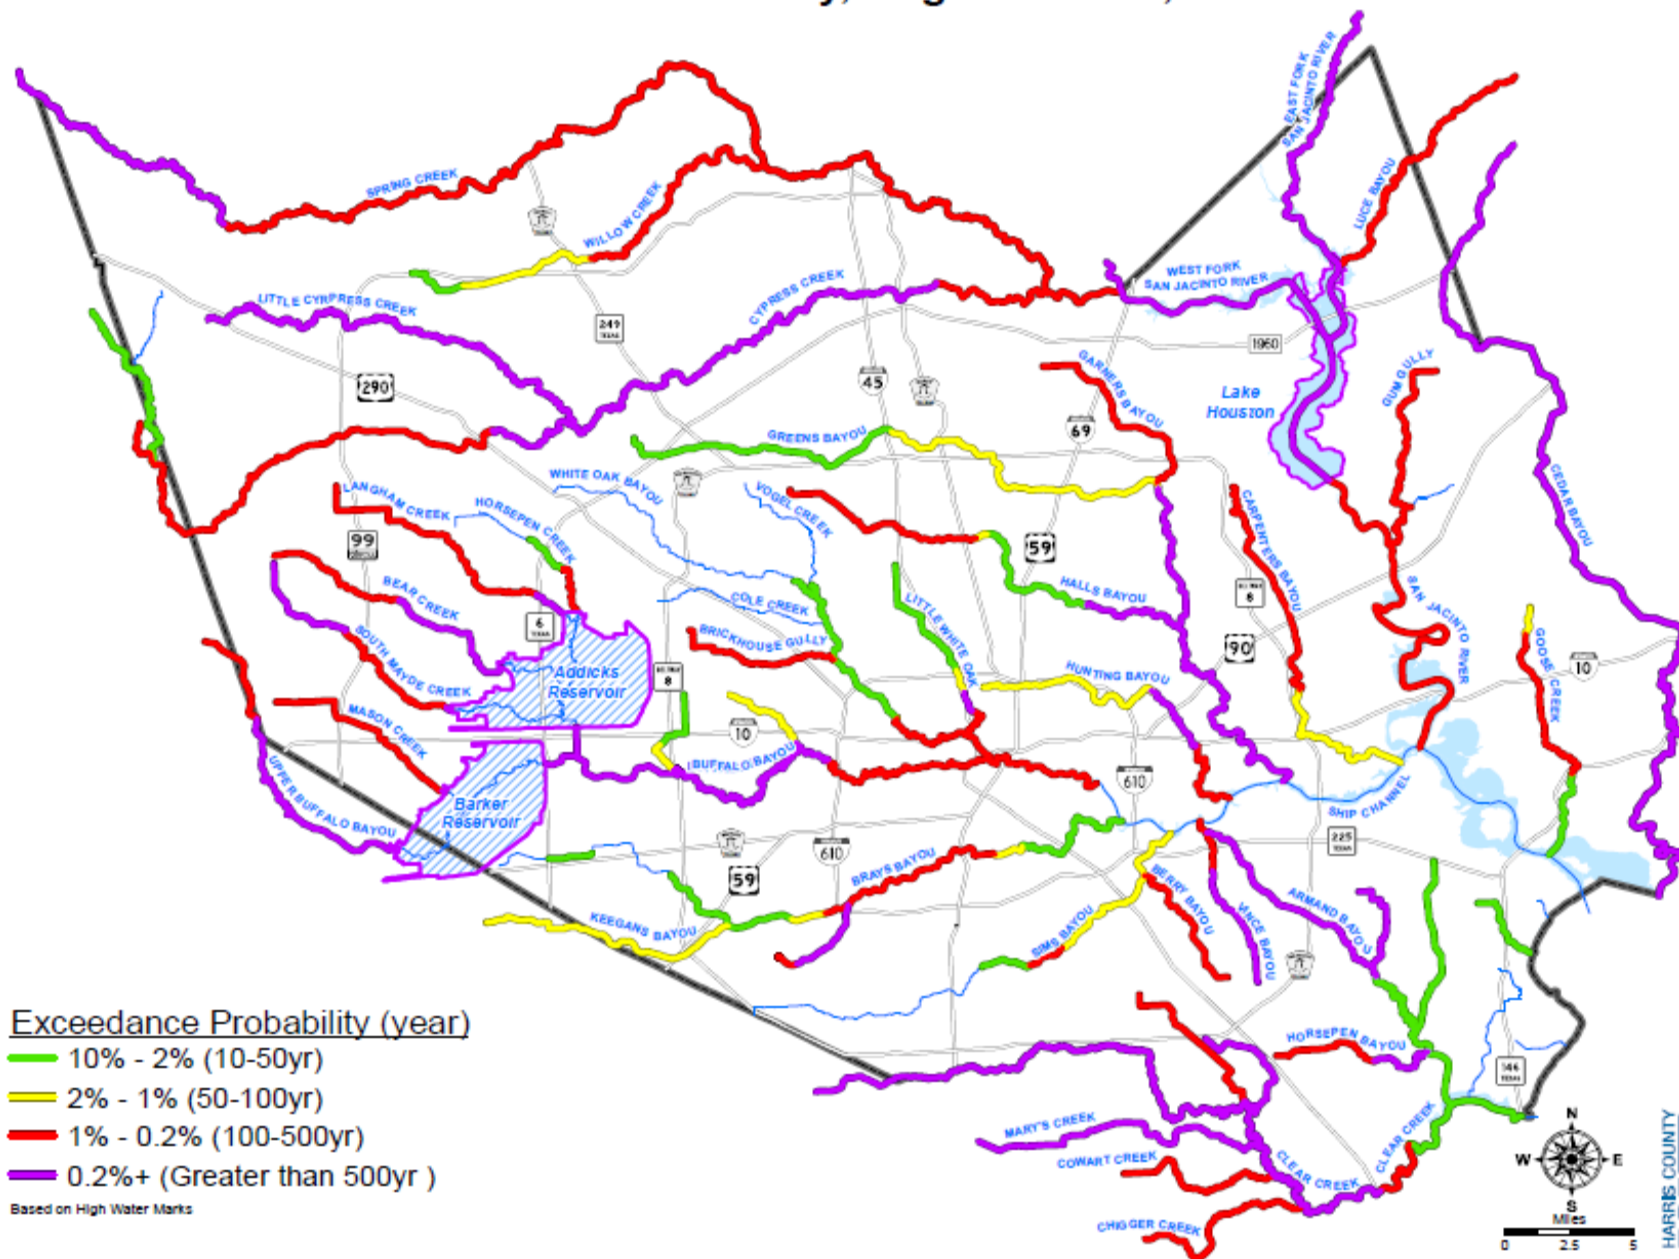 EAST FORK
SAN JACINTO RIVER
LUCE BAYOU
SPRING CREEK
WILLOW CREEK
WEST FORK
SAN JACINTO RIVER
CYPRESS CREEK
LITTLE CYRPRESS CREEK
249
TEXAS
1960
290
45
69
Lake
Houston
GARNERS BAYOU
GUM GULLY
GREENS BAYOU
WHITE OAK BAYOU
VOGEL CREEK
LANGHAM CREEK
HORSEPEN CREEK
CARPENTERS BAYOU
CEDAR BAYOU
99
59
HALLS BAYOU
8
BEAR CREEK
COLE CREEK
LITTLE WHITE OAK
SAN JACINTO RIVER
6
TEXAS
BRICKHOUSE GULLY
90
GOOSE CREEK
10
SOUTH MAYDE CREEK
Addicks
Reservoir
8
HUNTING BAYOU
MASON CREEK
10
BUFFALO BAYOU
610
UPPER BUFFALO BAYOU
Barker
Reservoir
SHIP CHANNEL
225
TEXAS
610
59
BRAYS BAYOU
BERRY BAYOU
VINCE BAYOU
ARMAND BAYOU
KEEGANS BAYOU
SIMS BAYOU
HORSEPEN BAYOU
146
TEXAS
MARY'S CREEK
COWART CREEK
CLEAR CREEK
CLEAR CREEK
CHIGGER CREEK
Exceedance Probability (year)
10% - 2% (10-50yr)
2% - 1% (50-100yr)
1% - 0.2% (100-500yr)
0.2%+ (Greater than 500yr )
Based on High Water Marks
N
W
E
S
Miles
0 2.5 5
HARRIS COUNTY